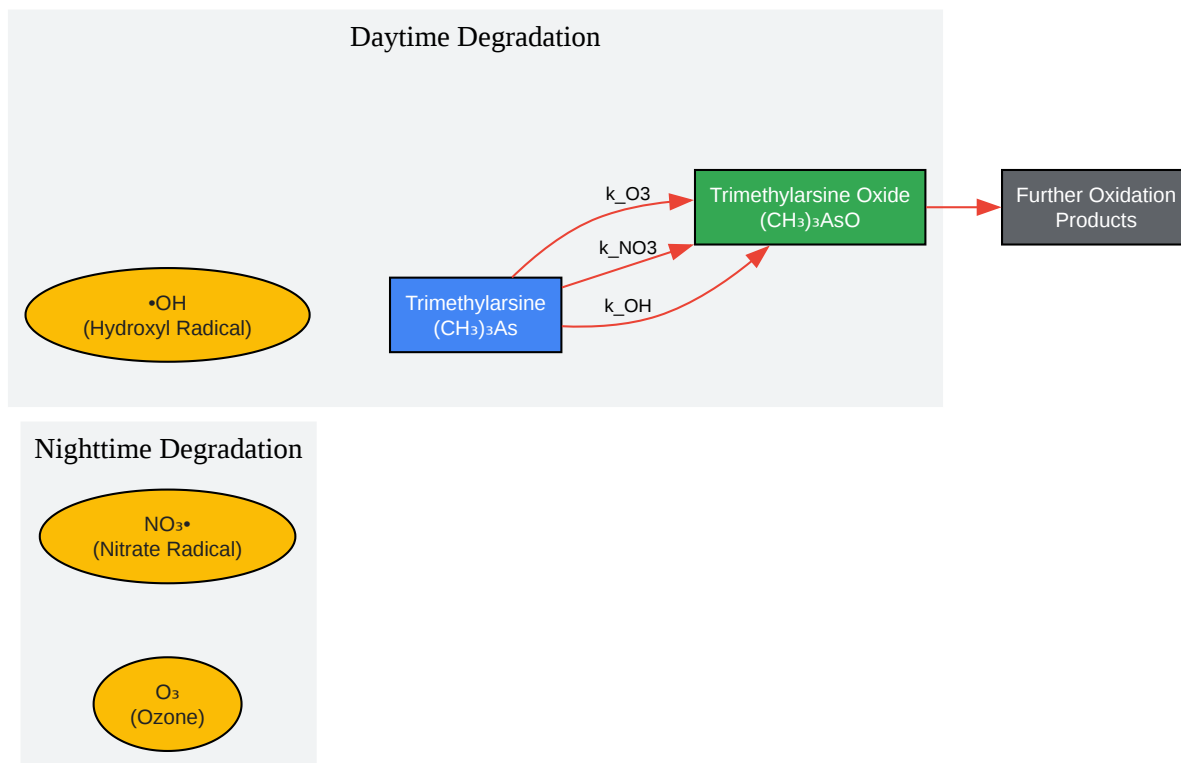 Daytime Degradation
k_O3
Trimethylarsine Oxide
(CH₃)₃AsO
Further Oxidation
Products
k_NO3
•OH
(Hydroxyl Radical)
Trimethylarsine
(CH₃)₃As
k_OH
Nighttime Degradation
NO₃•
(Nitrate Radical)
O₃
(Ozone)